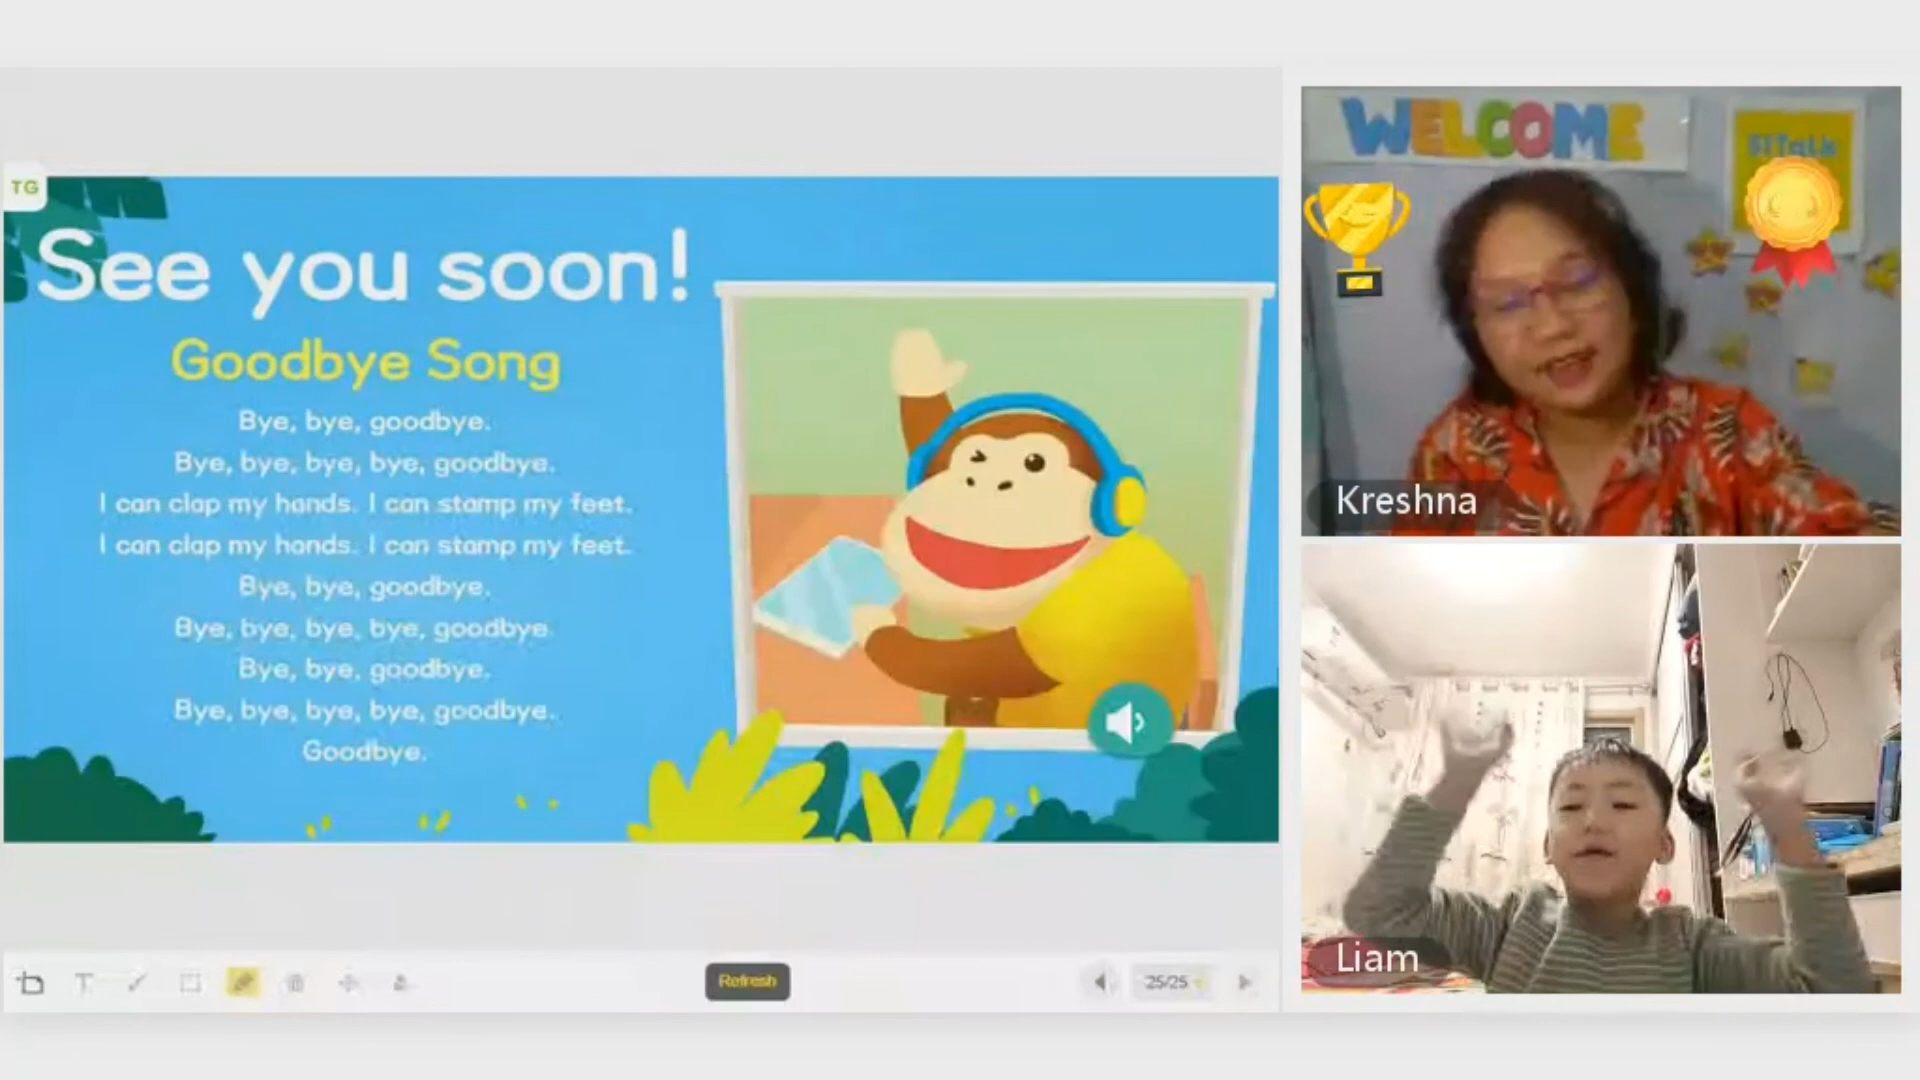 TG
See you soon!
Goodbye Song
Bye, bye, goodbye.
Bye, bye, bye, bye, goodbye.
I can clap my hands. I can stamp my feet.
I can clap my hands. I can stamp my feet.
Bye, bye, goodbye.
Bye, bye, bye, bye, goodbye.
Bye, bye, goodbye.
Bye, bye, bye, bye, goodbye.
Goodbye.
Refresh
25/25
WELCOME
51Talk
Kreshna
Liam